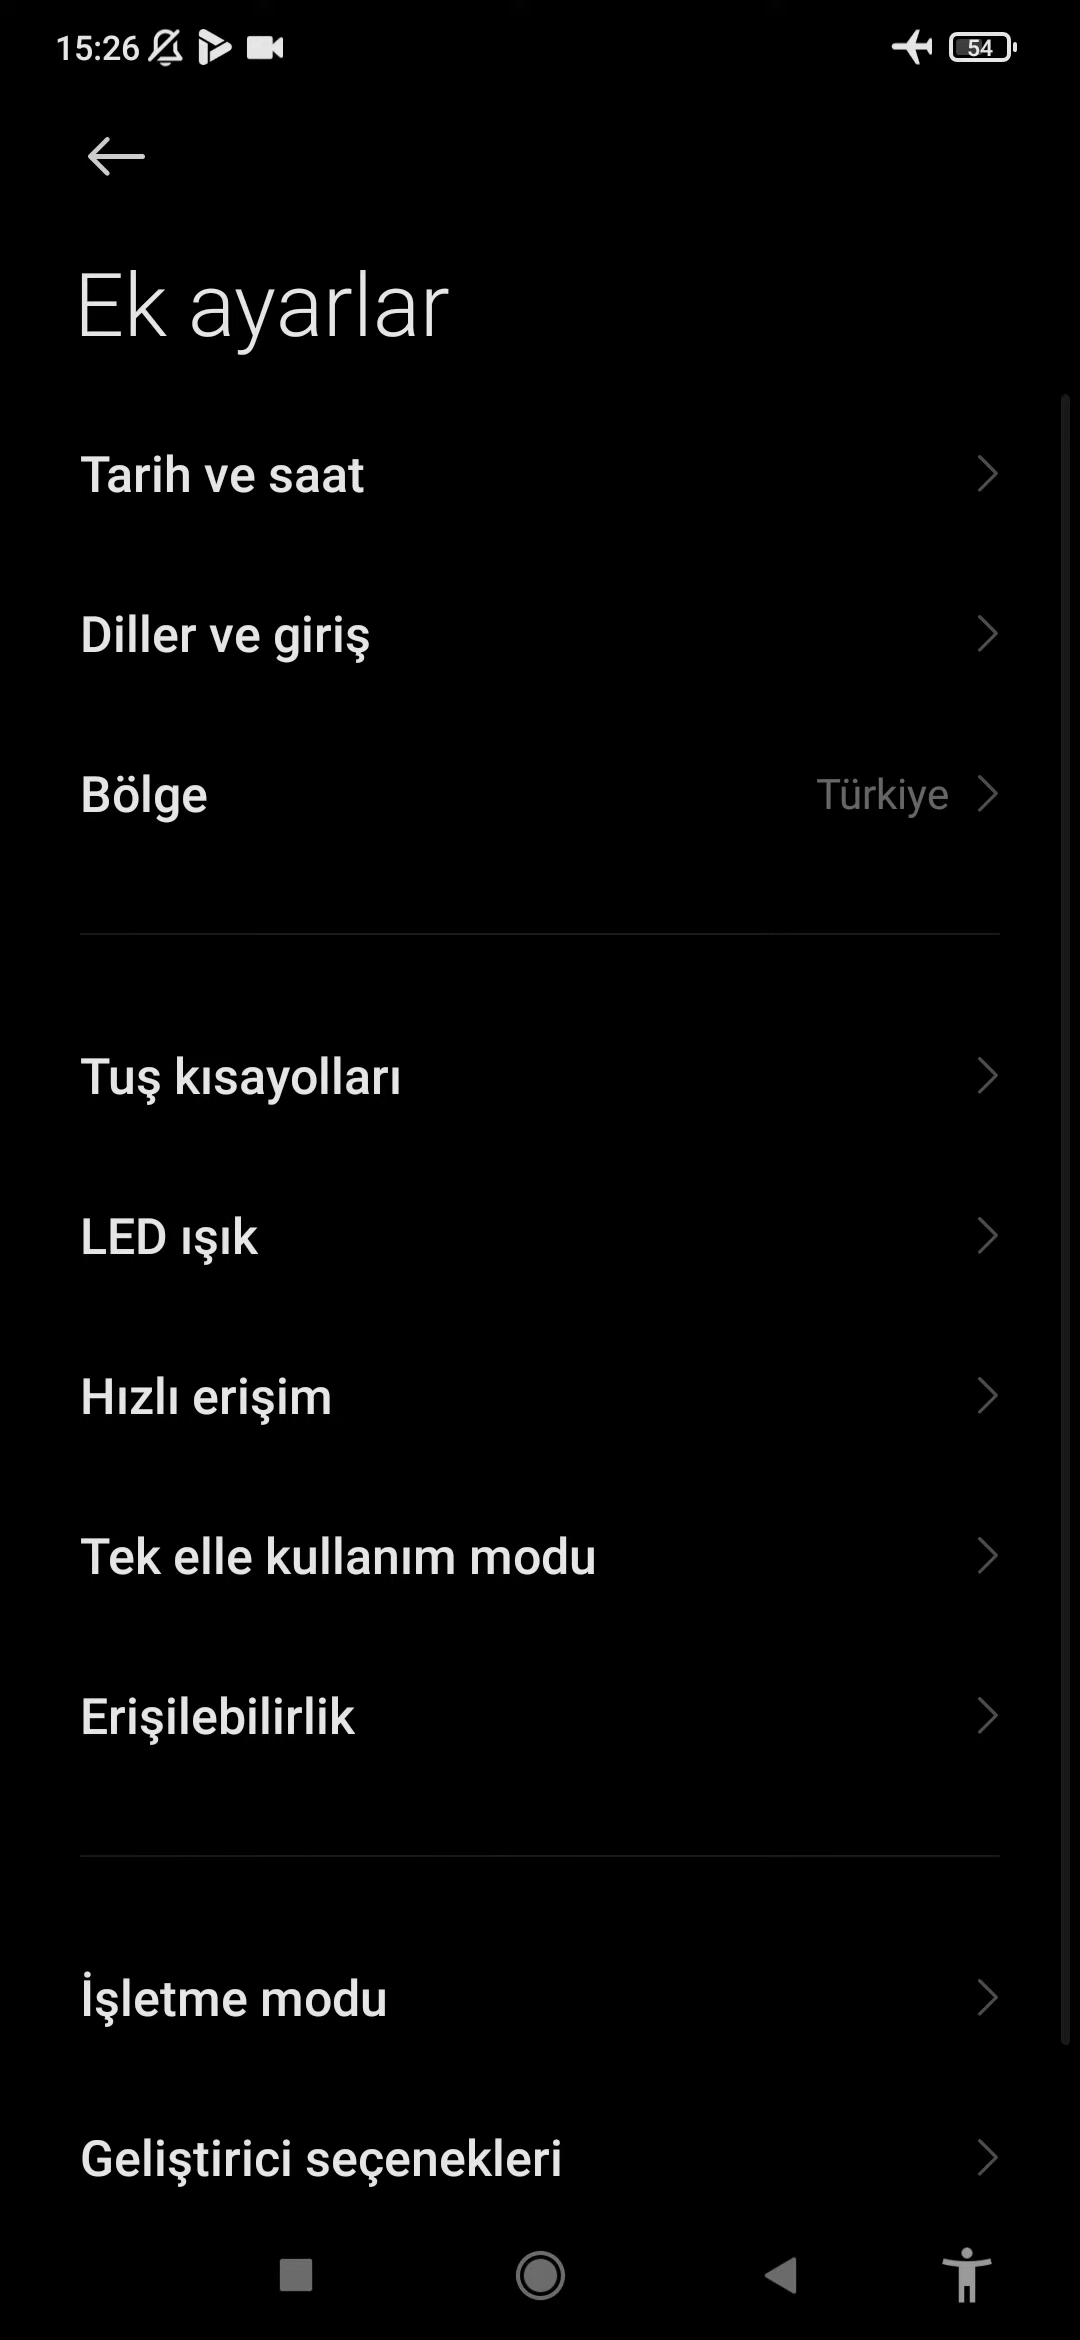 15:26
54
Ek ayarlar
Tarih ve saat
Diller ve giriş
Bölge
Türkiye
Tuş kısayolları
LED ışık
Hızlı erişim
Tek elle kullanım modu
Erişilebilirlik
İşletme modu
Geliştirici seçenekleri